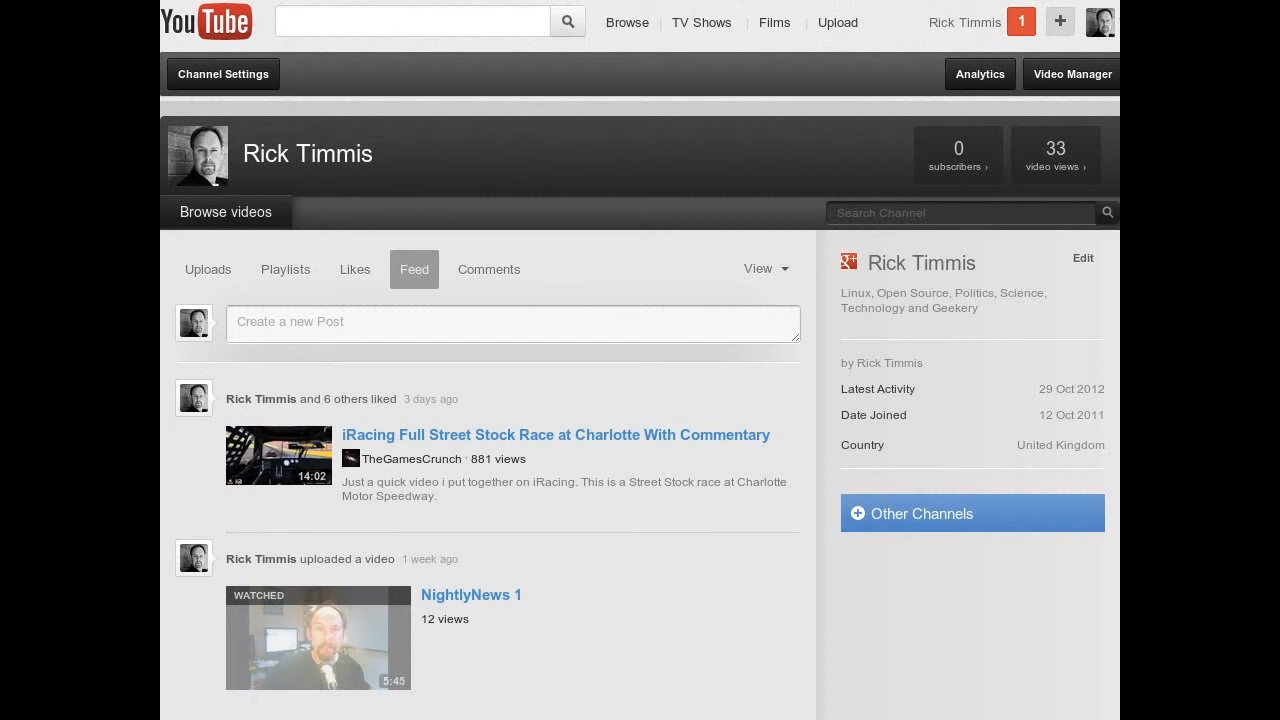 YouTube
Browse
TV Shows
Films
Upload
Rick Timmis
1
Channel Settings
Analytics
Video Manager
Rick Timmis
0
subscribers ›
33
video views ›
Browse videos
Search Channel
Uploads
Playlists
Likes
Feed
Comments
View
Create a new Post
Rick Timmis and 6 others liked 3 days ago
14:02
iRacing Full Street Stock Race at Charlotte With Commentary
TheGamesCrunch · 881 views
Just a quick video i put together on iRacing. This is a Street Stock race at Charlotte
Motor Speedway.
Rick Timmis uploaded a video 1 week ago
WATCHED
5:45
NightlyNews 1
12 views
g+
Rick Timmis
Edit
Linux, Open Source, Politics, Science,
Technology and Geekery
by Rick Timmis
Latest Activity 29 Oct 2012
Date Joined 12 Oct 2011
Country United Kingdom
Other Channels